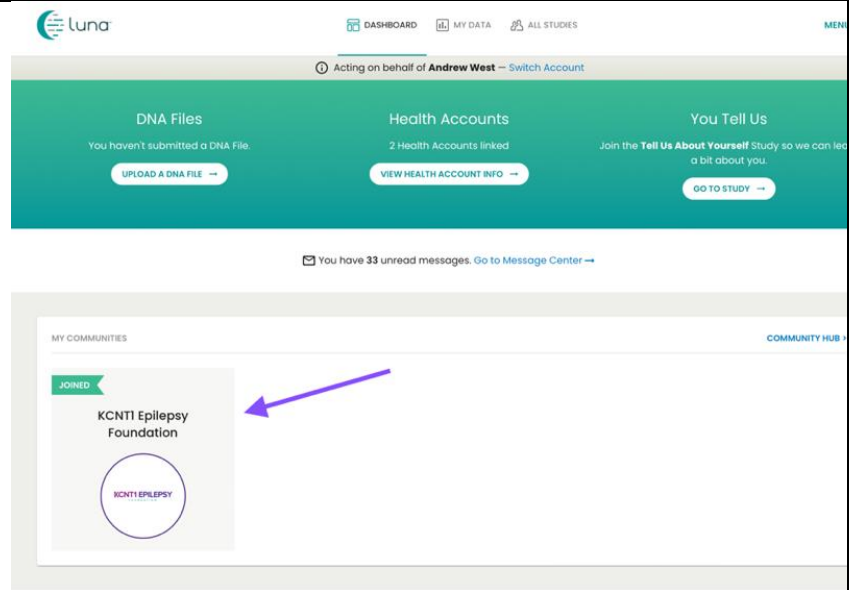 luna
DASHBOARD MY DATA ALL STUDIES MENU
Acting on behalf of Andrew West – Switch Account
DNA Files
You haven't submitted a DNA File.
UPLOAD A DNA FILE →
Health Accounts
2 Health Accounts linked
VIEW HEALTH ACCOUNT INFO →
You Tell Us
Join the Tell Us About Yourself Study so we can lea
a bit about you.
GO TO STUDY →
You have 33 unread messages. Go to Message Center →
MY COMMUNITIES
COMMUNITY HUB >
JOINED
KCNT1 Epilepsy
Foundation
KCNT1 EPILEPSY